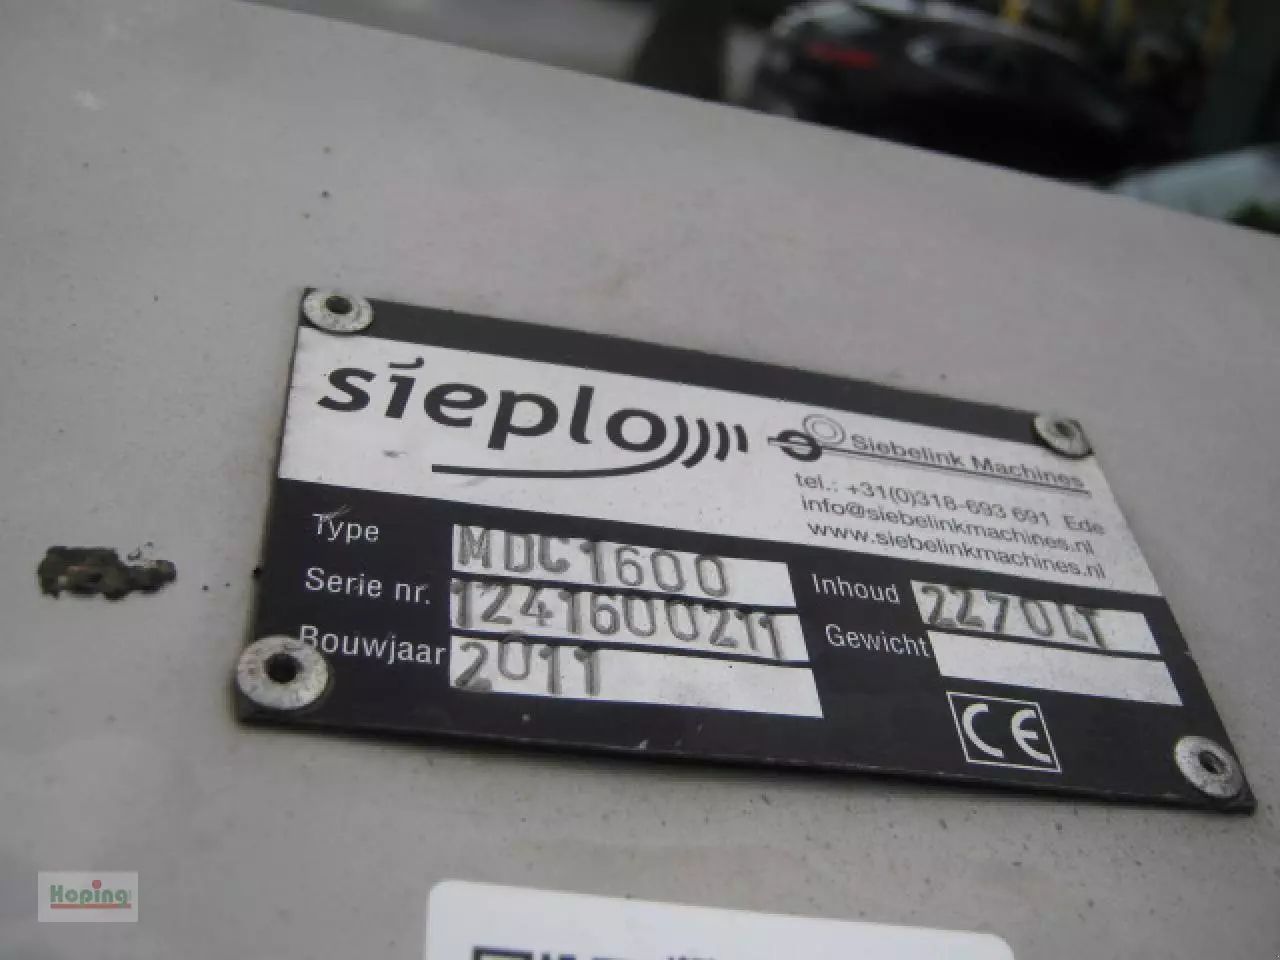 sieplo
Siebelink Machines
tel.: +31(0)318-693 691 Ede
info@siebelinkmachines.nl
www.siebelinkmachines.nl
Type MDC1600
Serie nr. 1241600211
Bouwjaar 2011
Inhoud 2270LT
Gewicht
CE
Hoping